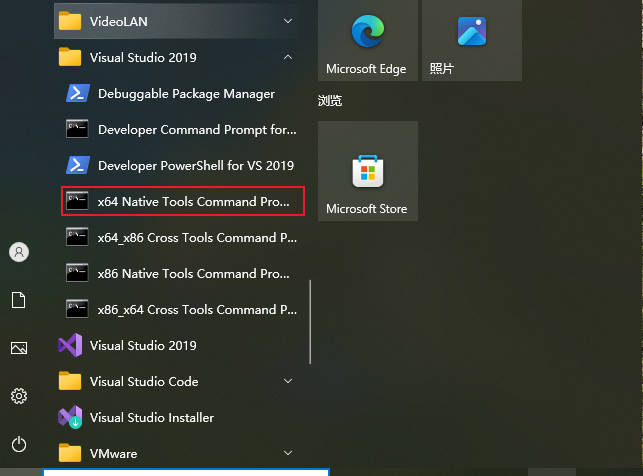 VideoLAN
Visual Studio 2019
Debuggable Package Manager
Developer Command Prompt for...
Developer PowerShell for VS 2019
x64 Native Tools Command Pro...
x64_x86 Cross Tools Command P...
x86 Native Tools Command Pro...
x86_x64 Cross Tools Command P...
Visual Studio 2019
Visual Studio Code
Visual Studio Installer
VMware
Microsoft Edge
照片
浏览
Microsoft Store